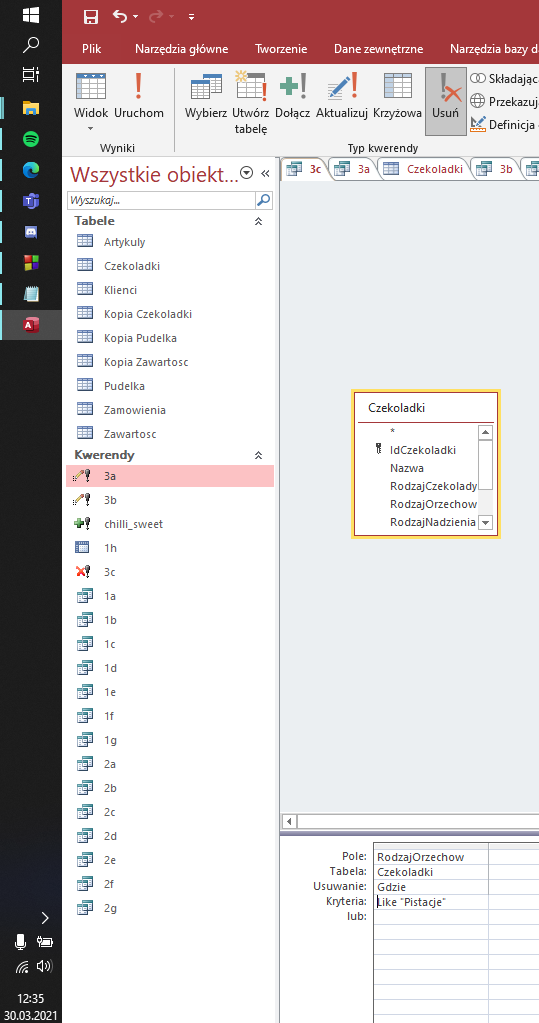 Plik Narzędzia główne Tworzenie Dane zewnętrzne Narzędzia bazy d
Widok Uruchom
Wyniki
Wybierz Utwórz tabelę Dołącz Aktualizuj Krzyżowa Usuń
Składając
Przekazuj
Definicja
Typ kwerendy
Wszystkie obiekt...
Wyszukaj...
3c 3a Czekoladki 3b
Tabele
Artykuly
Czekoladki
Klienci
Kopia Czekoladki
Kopia Pudelka
Kopia Zawartosc
Pudelka
Zamowienia
Zawartosc
Kwerendy
3a
3b
chilli_sweet
1h
3c
1a
1b
1c
1d
1e
1f
1g
2a
2b
2c
2d
2e
2f
2g
Czekoladki
*
IdCzekoladki
Nazwa
RodzajCzekolady
RodzajOrzechow
RodzajNadzienia
Pole: RodzajOrzechow
Tabela: Czekoladki
Usuwanie: Gdzie
Kryteria: Like "Pistacje"
lub:
12:35
30.03.2021